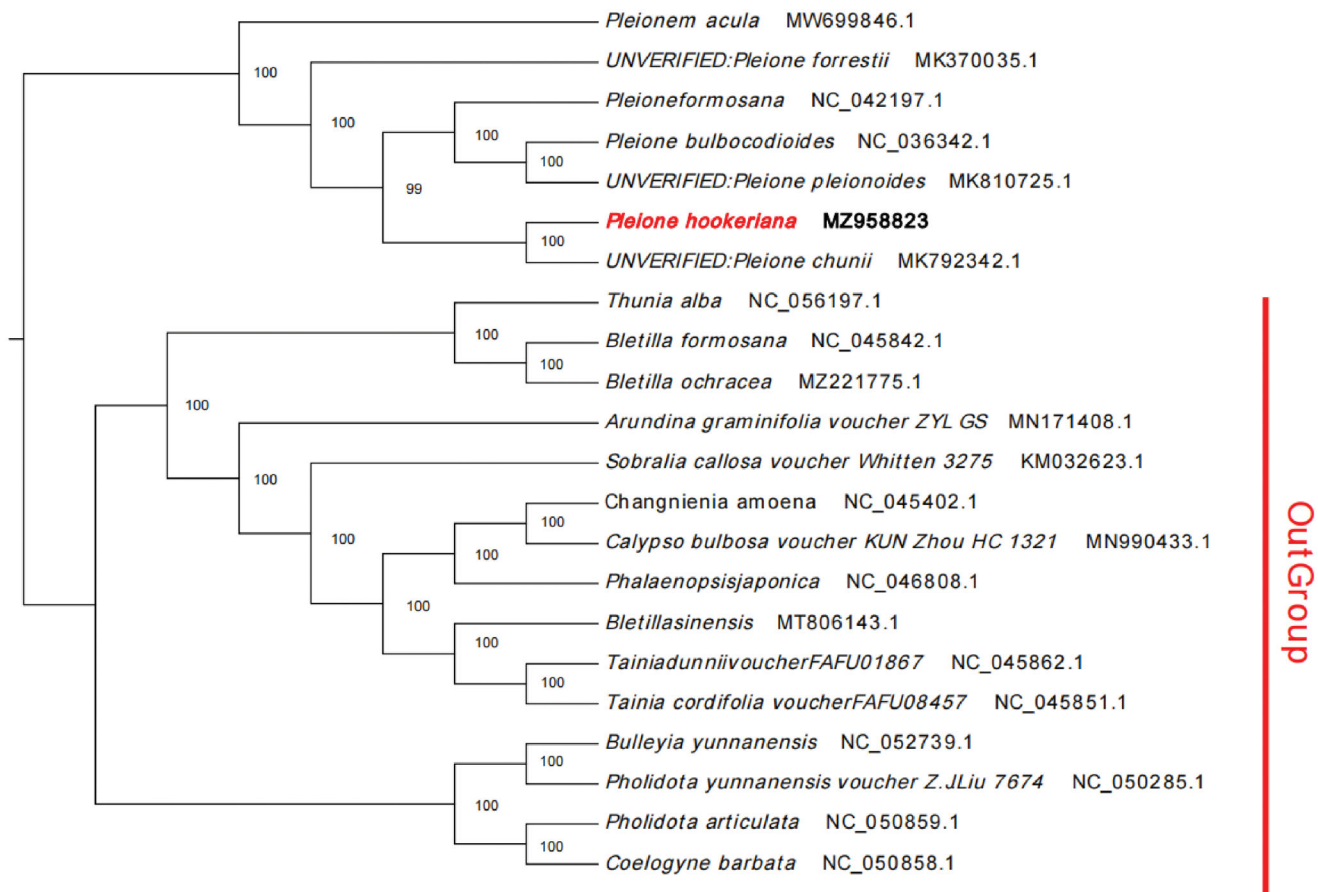 Pleionem acula MW699846.1
100
UNVERIFIED:Pleione forrestii MK370035.1
100
Pleioneformosana NC_042197.1
100
Pleione bulbocodioides NC_036342.1
100
UNVERIFIED:Pleione pleionoides MK810725.1
99
Pleione hookeriana MZ958823
100
UNVERIFIED:Pleione chunii MK792342.1
Thunia alba NC_056197.1
100
Bletilla formosana NC_045842.1
100
Bletilla ochracea MZ221775.1
100
Arundina graminifolia voucher ZYL GS MN171408.1
100
Sobralia callosa voucher Whitten 3275 KM032623.1
100
Changnienia amoena NC_045402.1
100
Calypso bulbosa voucher KUN Zhou HC 1321 MN990433.1
100
Phalaenopsisjaponica NC_046808.1
100
Bletillasinensis MT806143.1
100
TainiadunniivoucherFAFU01867 NC_045862.1
100
Tainia cordifolia voucherFAFU08457 NC_045851.1
Bulleyia yunnanensis NC_052739.1
100
Pholidota yunnanensis voucher Z.JLiu 7674 NC_050285.1
100
Pholidota articulata NC_050859.1
100
Coelogyne barbata NC_050858.1
OutGroup